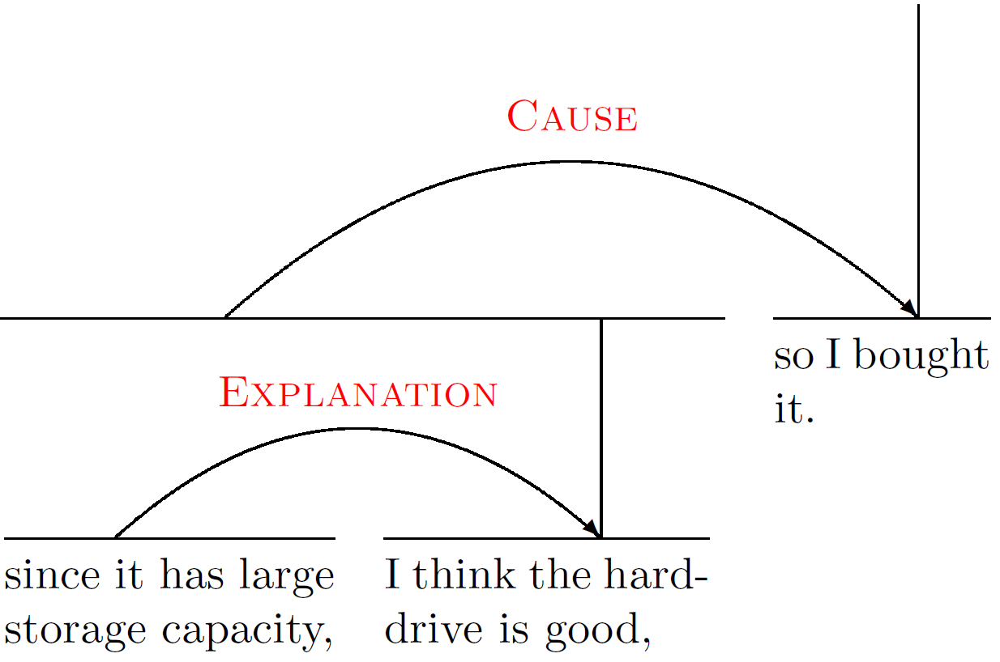 CAUSE
so I bought
it.
EXPLANATION
since it has large
storage capacity,
I think the hard-
drive is good,